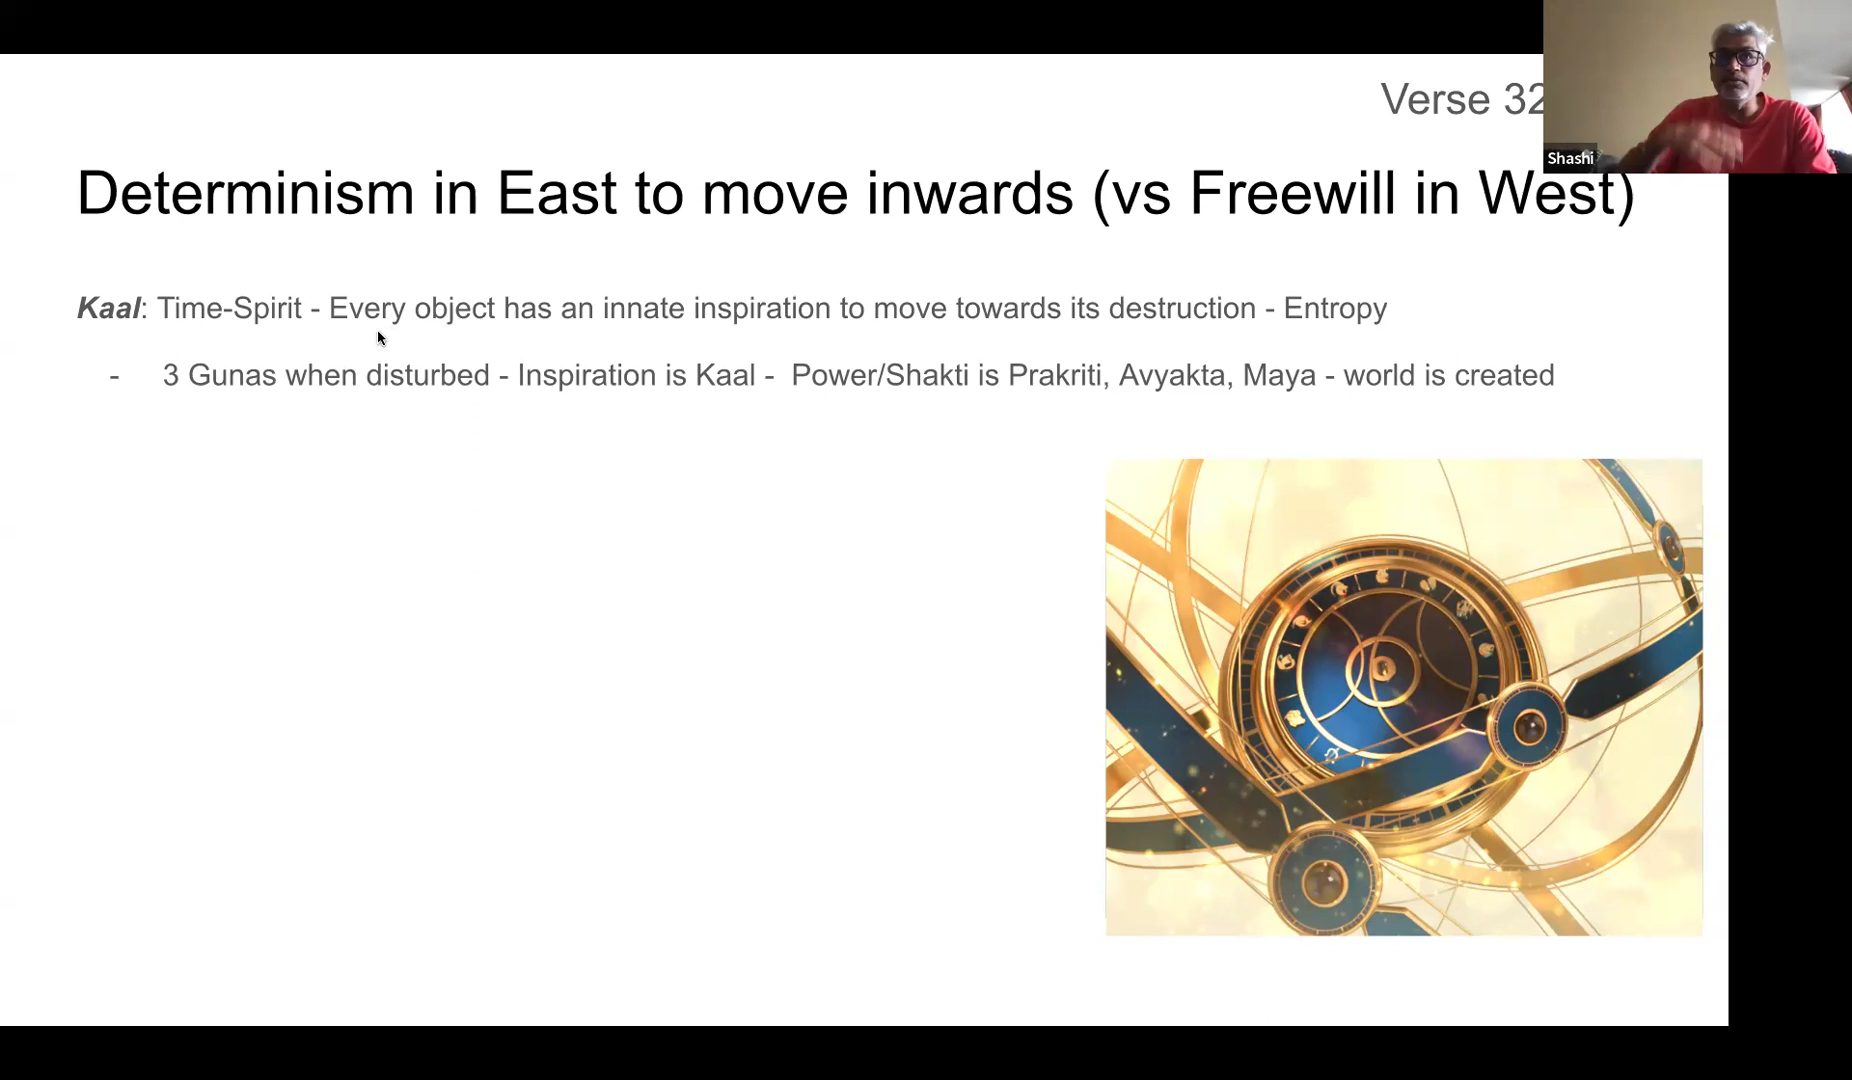 Verse 32
Shashi
Determinism in East to move inwards (vs Freewill in West)
Kaal: Time-Spirit - Every object has an innate inspiration to move towards its destruction - Entropy
- 3 Gunas when disturbed - Inspiration is Kaal - Power/Shakti is Prakriti, Avyakta, Maya - world is created